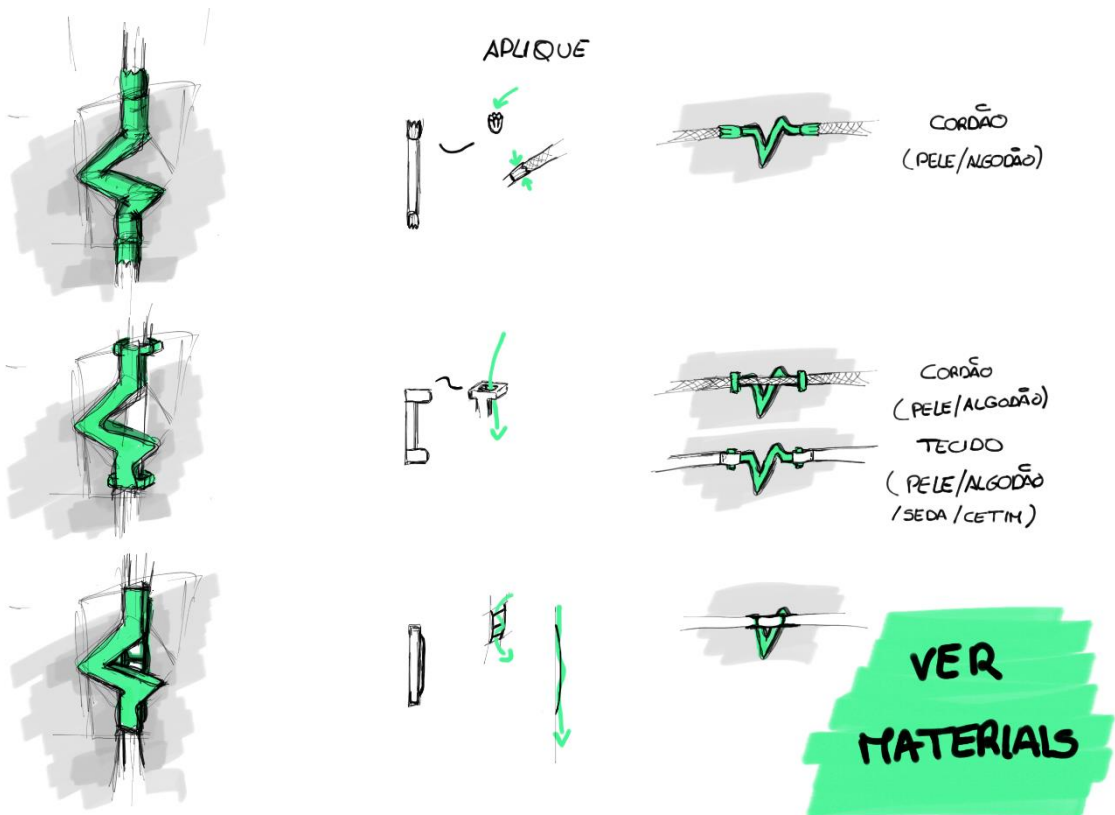 APLIQUE
CORDÃO
(PELE/ALGODÃO)
CORDÃO
(PELE/ALGODÃO)
TECIDO
(PELE/ALGODÃO
/SEDA/CETIM)
VER
MATERIALS